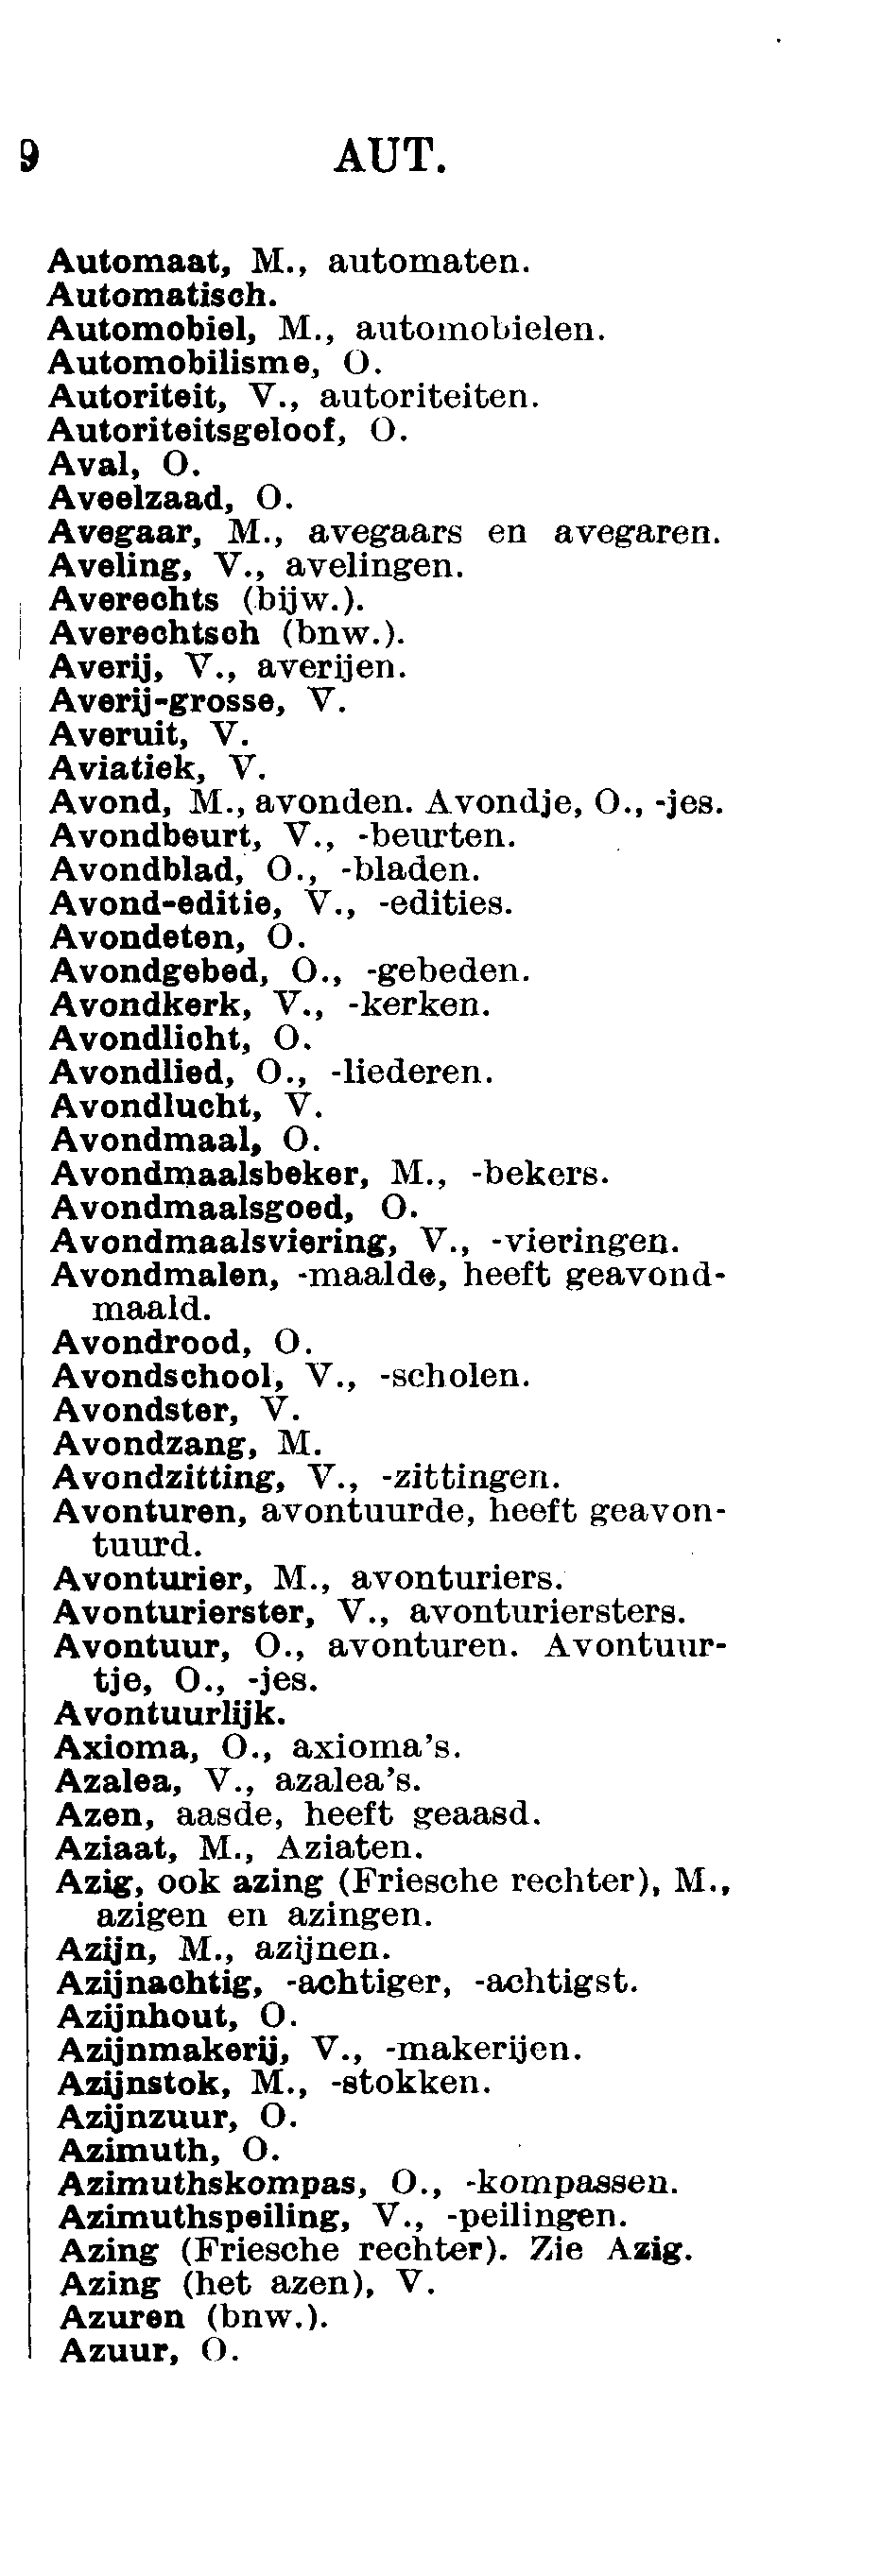 9 AUT.
Automaat, M., automaten.
Automatisch.
Automobiel, M., automobielen.
Automobilisme, O.
Autoriteit, V., autoriteiten.
Autoriteitsgeloof, O.
Aval, O.
Aveelzaad, O.
Avegaar, M., avegaars en avegaren.
Aveling, V., avelingen.
Averechts (bijw.).
Averechtsch (bnw.).
Averij, V., averijen.
Averij-grosse, V.
Averuit, V.
Aviatiek, V.
Avond, M., avonden. Avondje, O., -jes.
Avondbeurt, V., -beurten.
Avondblad, O., -bladen.
Avond-editie, V., -edities.
Avondeten, O.
Avondgebed, O., -gebeden.
Avondkerk, V., -kerken.
Avondlicht, O.
Avondlied, O., -liederen.
Avondlucht, V.
Avondmaal, O.
Avondmaalsbeker, M., -bekers.
Avondmaalsgoed, O.
Avondmaalsviering, V., -vieringen.
Avondmalen, -maalde, heeft geavond-
maald.
Avondrood, O.
Avondschool, V., -scholen.
Avondster, V.
Avondzang, M.
Avondzitting, V., -zittingen.
Avonturen, avontuurde, heeft geavon-
tuurd.
Avonturier, M., avonturiers.
Avonturierster, V., avonturiersters.
Avontuur, O., avonturen. Avontuur-
tje, O., -jes.
Avontuurlijk.
Axioma, O., axioma's.
Azalea, V., azalea's.
Azen, aasde, heeft geaasd.
Aziaat, M., Aziaten.
Azig, ook azing (Friesche rechter), M.,
azigen en azingen.
Azijn, M., azijnen.
Azijnachtig, -achtiger, -achtigst.
Azijnhout, O.
Azijnmakerij, V., -makerijen.
Azijnstok, M., -stokken.
Azijnzuur, O.
Azimuth, O.
Azimuthskompas, O., -kompassen.
Azimuthspeiling, V., -peilingen.
Azing (Friesche rechter). Zie Azig.
Azing (het azen), V.
Azuren (bnw.).
Azuur, O.